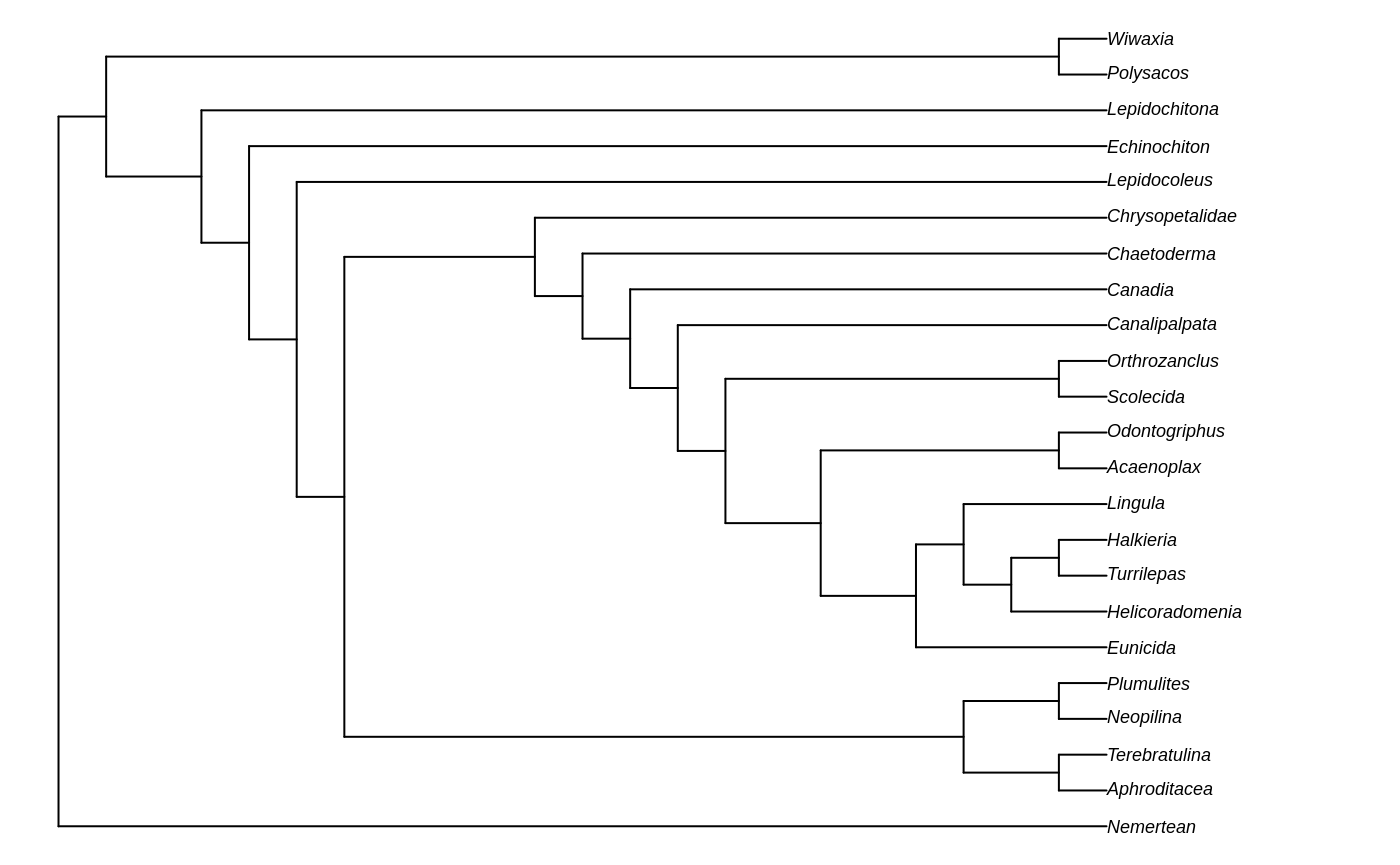 Wiwaxia
Polysacos
Lepidochitona
Echinochiton
Lepidocoleus
Chrysopetalidae
Chaetoderma
Canadia
Canalipalpata
Orthrozanclus
Scolecida
Odontogriphus
Acaenoplax
Lingula
Halkieria
Turrilepas
Helicoradomenia
Eunicida
Plumulites
Neopilina
Terebratulina
Aphroditacea
Nemertean